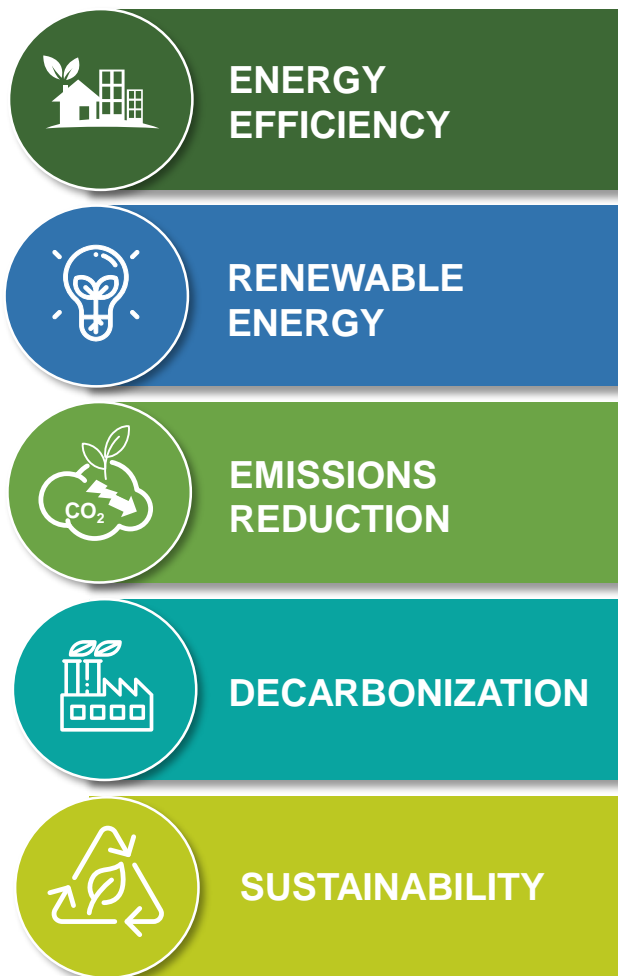 ENERGY
EFFICIENCY
RENEWABLE
ENERGY
EMISSIONS
REDUCTION
CO₂
DECARBONIZATION
SUSTAINABILITY